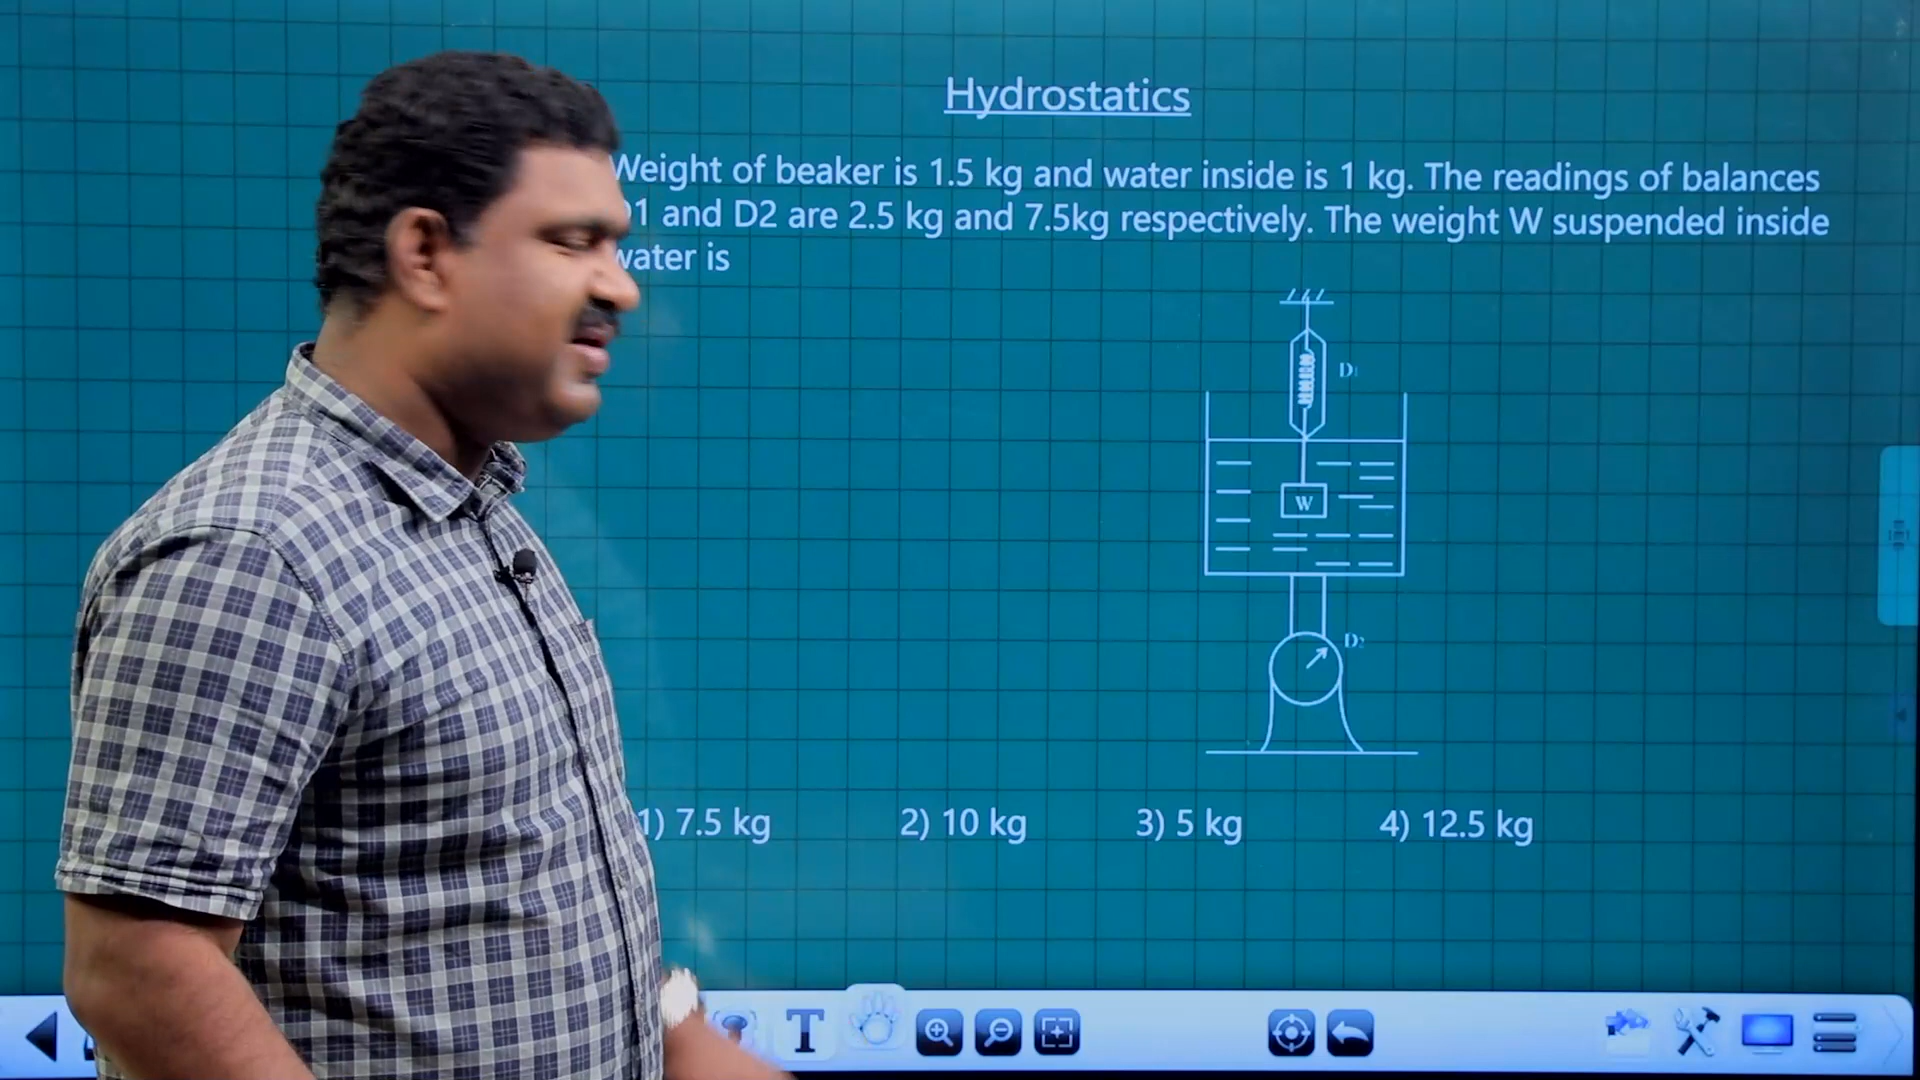 Hydrostatics
Weight of beaker is 1.5 kg and water inside is 1 kg. The readings of balances
D1 and D2 are 2.5 kg and 7.5kg respectively. The weight W suspended inside
water is
D1
W
D2
1) 7.5 kg 2) 10 kg 3) 5 kg 4) 12.5 kg
T